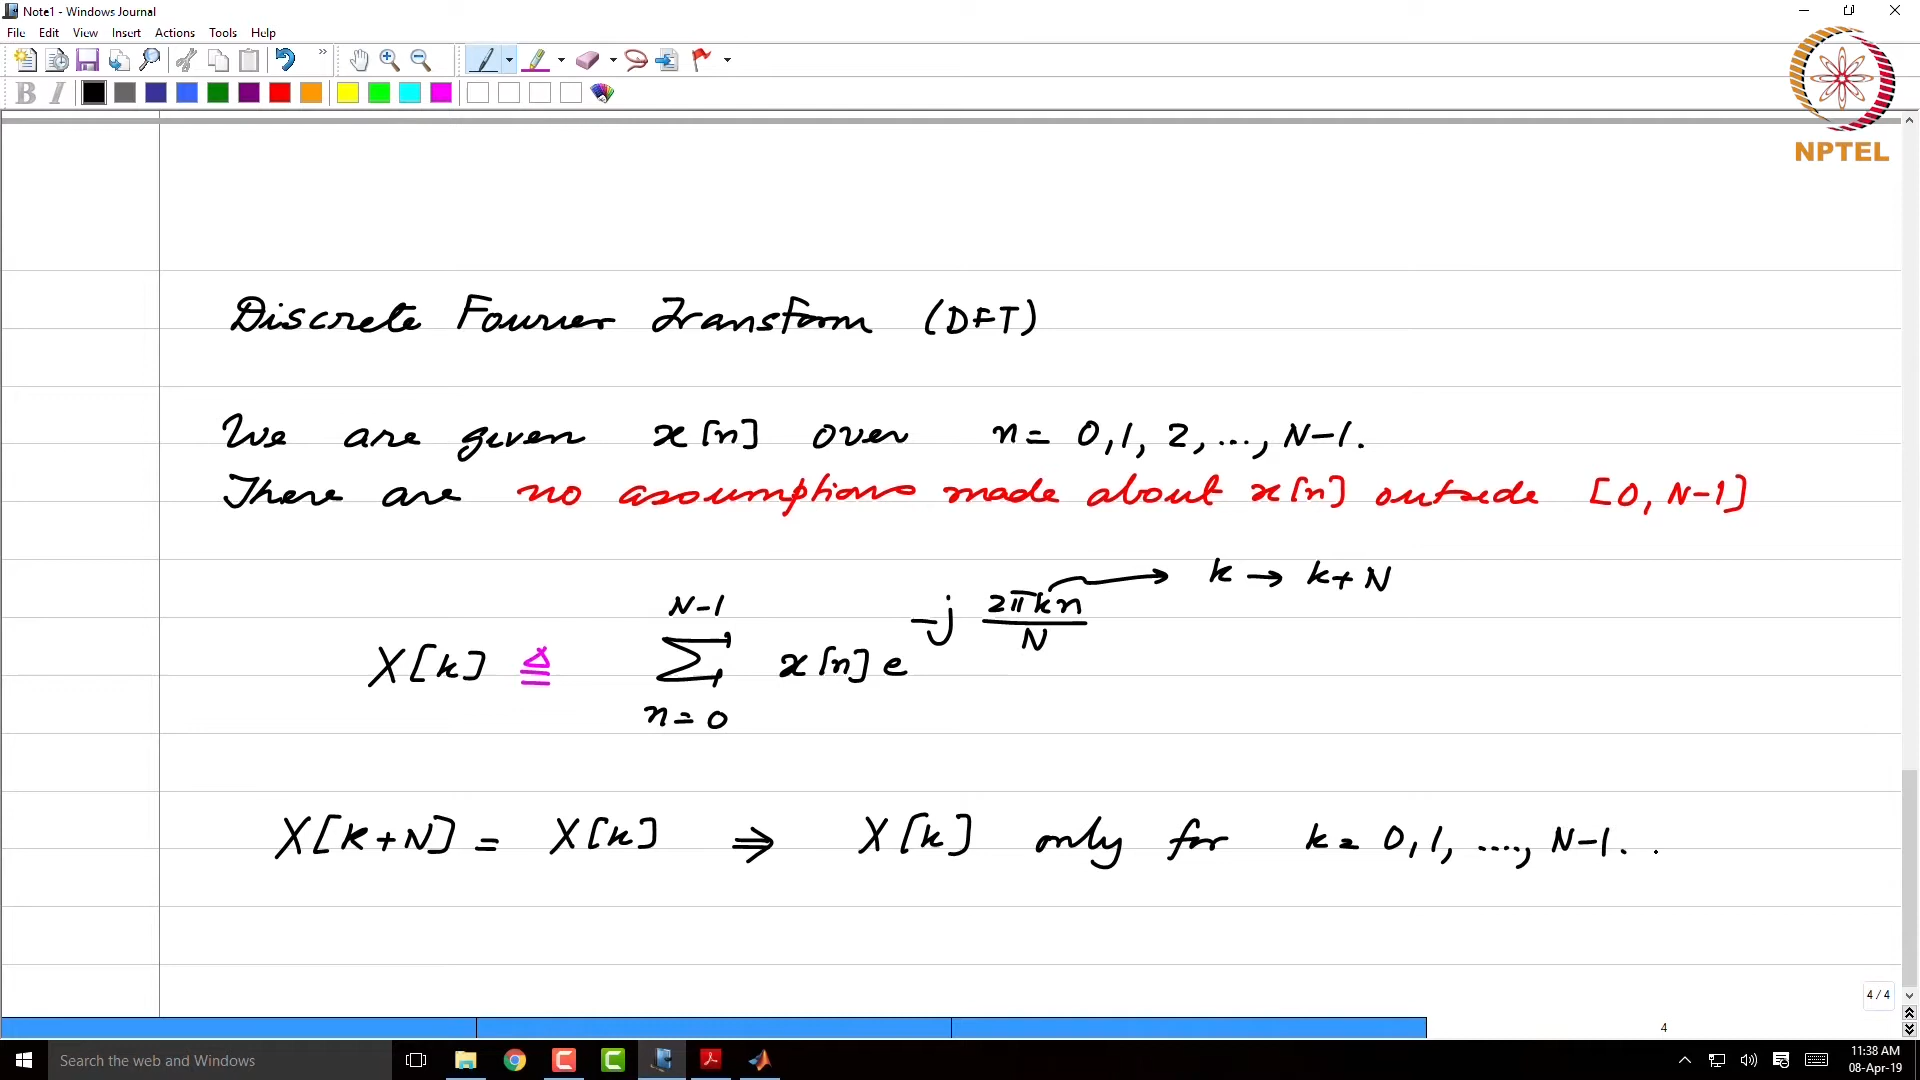 Note1 - Windows Journal
File Edit View Insert Actions Tools Help
B I
NPTEL
Discrete Fourier Transform (DFT)
We are given x[n] over n = 0, 1, 2, ..., N-1.
There are no assumptions made about x[n] outside [0, N-1]
k → k+N
X[k] ≜ \sum_{n=0}^{N-1} x[n] e^{-j \frac{2πkn}{N}}
X[k+N] = X[k] ⇒ X[k] only for k = 0, 1, ...., N-1.
4 / 4
4
Search the web and Windows
11:38 AM
08-Apr-19